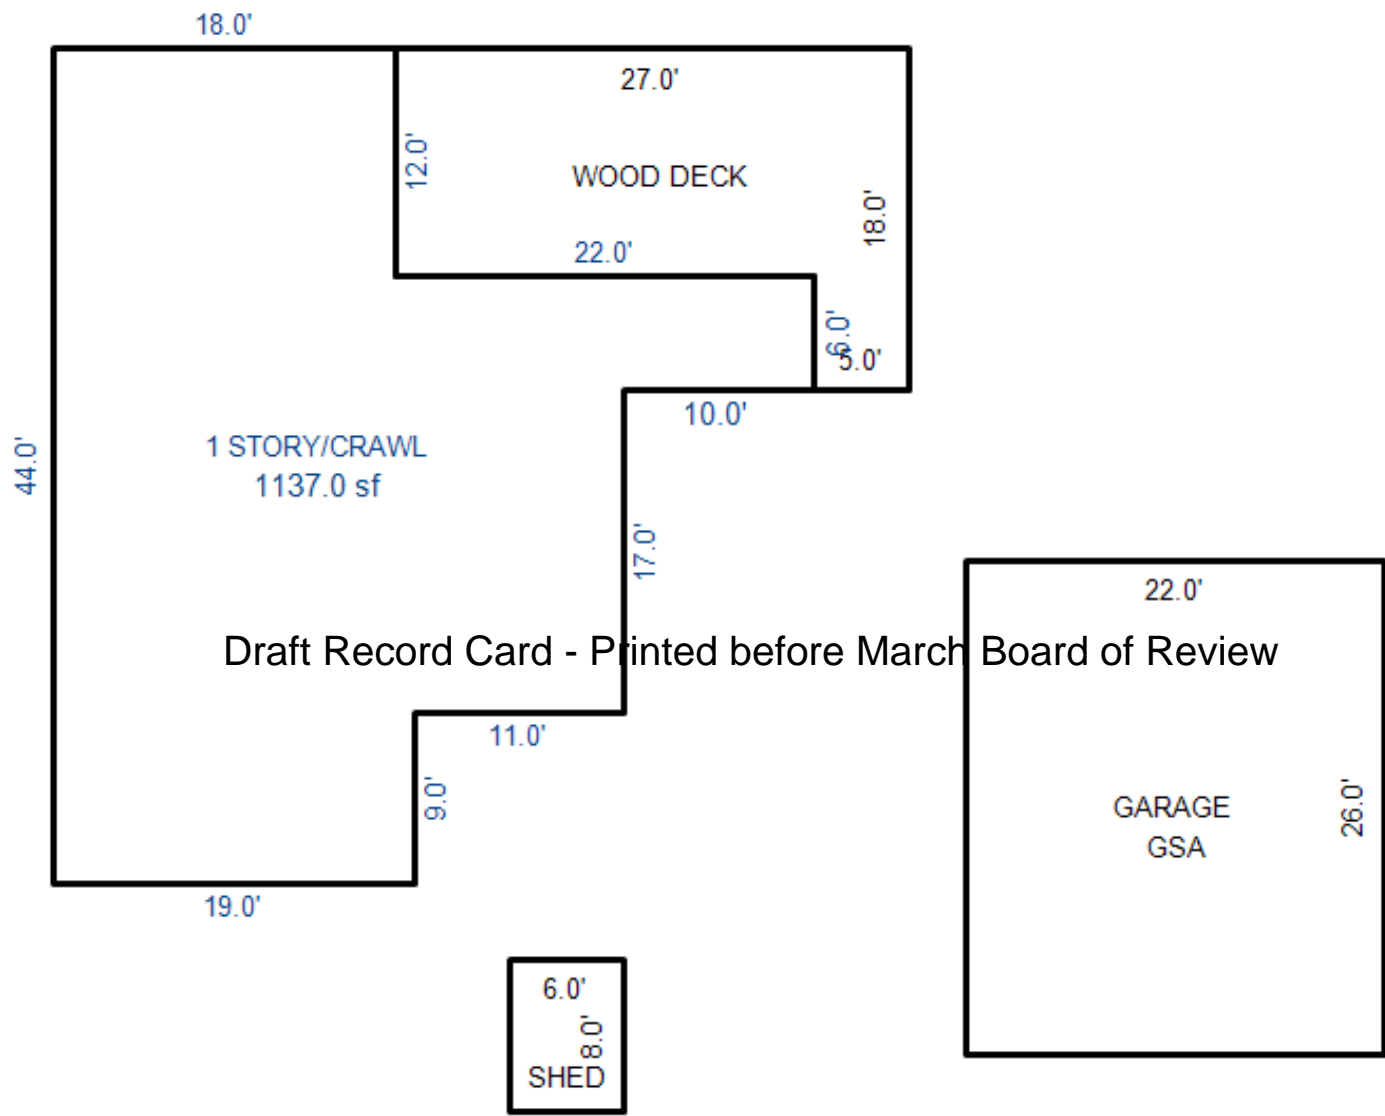 18.0'
27.0'
12.0'
WOOD DECK
18.0'
22.0'
6.0'
5.0'
10.0'
1 STORY/CRAWL
1137.0 sf
44.0'
17.0'
22.0'
Draft Record Card - Printed before March Board of Review
11.0'
9.0'
GARAGE
GSA
26.0'
19.0'
6.0'
8.0'
SHED